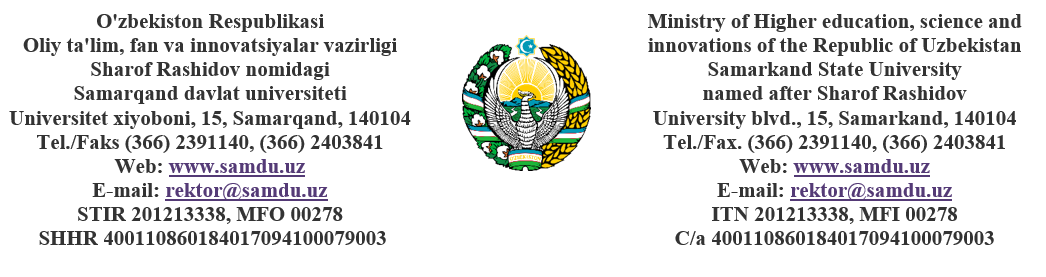 O'zbekiston Respublikasi
Oliy ta'lim, fan va innovatsiyalar vazirligi
Sharof Rashidov nomidagi
Samarqand davlat universiteti
Universitet xiyoboni, 15, Samarqand, 140104
Tel./Faks (366) 2391140, (366) 2403841
Web: www.samdu.uz
E-mail: rektor@samdu.uz
STIR 201213338, MFO 00278
SHHR 400110860184017094100079003
Ministry of Higher education, science and
innovations of the Republic of Uzbekistan
Samarkand State University
named after Sharof Rashidov
University blvd., 15, Samarkand, 140104
Tel./Fax. (366) 2391140, (366) 2403841
Web: www.samdu.uz
E-mail: rektor@samdu.uz
ITN 201213338, MFI 00278
C/a 400110860184017094100079003